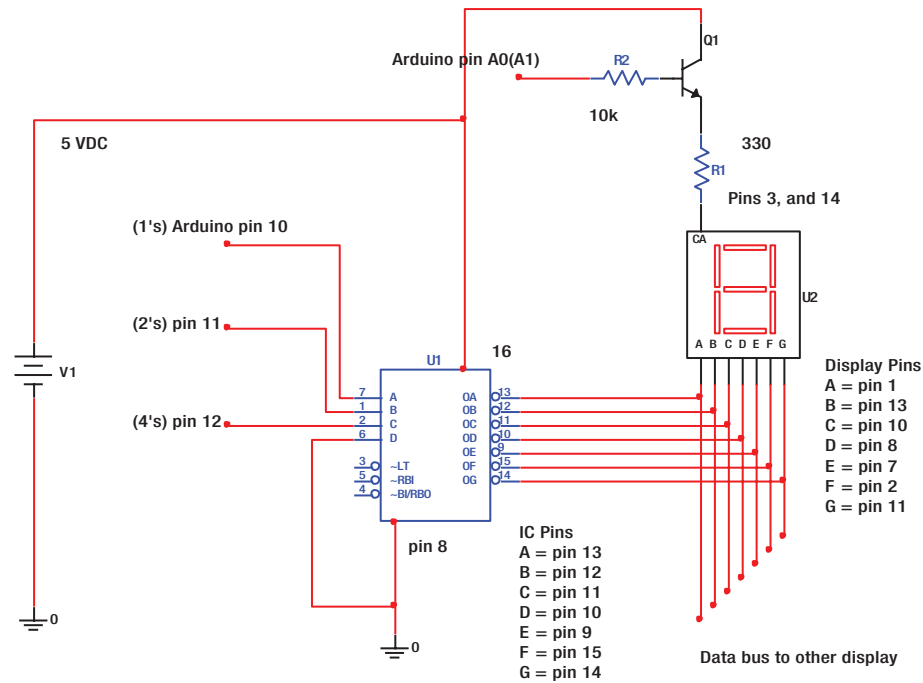 Q1
Arduino pin A0(A1)
R2
10k
5 VDC
330
R1
Pins 3, and 14
(1's) Arduino pin 10
CA
U2
A B C D E F G
(2's) pin 11
V1
U1
16
(4's) pin 12
7 A OA 13
1 B OB 12
2 C OC 11
6 D OD 10
OE 9
3 ~LT OF 15
5 ~RBI OG 14
4 ~BI/RBO
Display Pins
A = pin 1
B = pin 13
C = pin 10
D = pin 8
E = pin 7
F = pin 2
G = pin 11
pin 8
IC Pins
A = pin 13
B = pin 12
C = pin 11
D = pin 10
E = pin 9
F = pin 15
G = pin 14
0
0
Data bus to other display